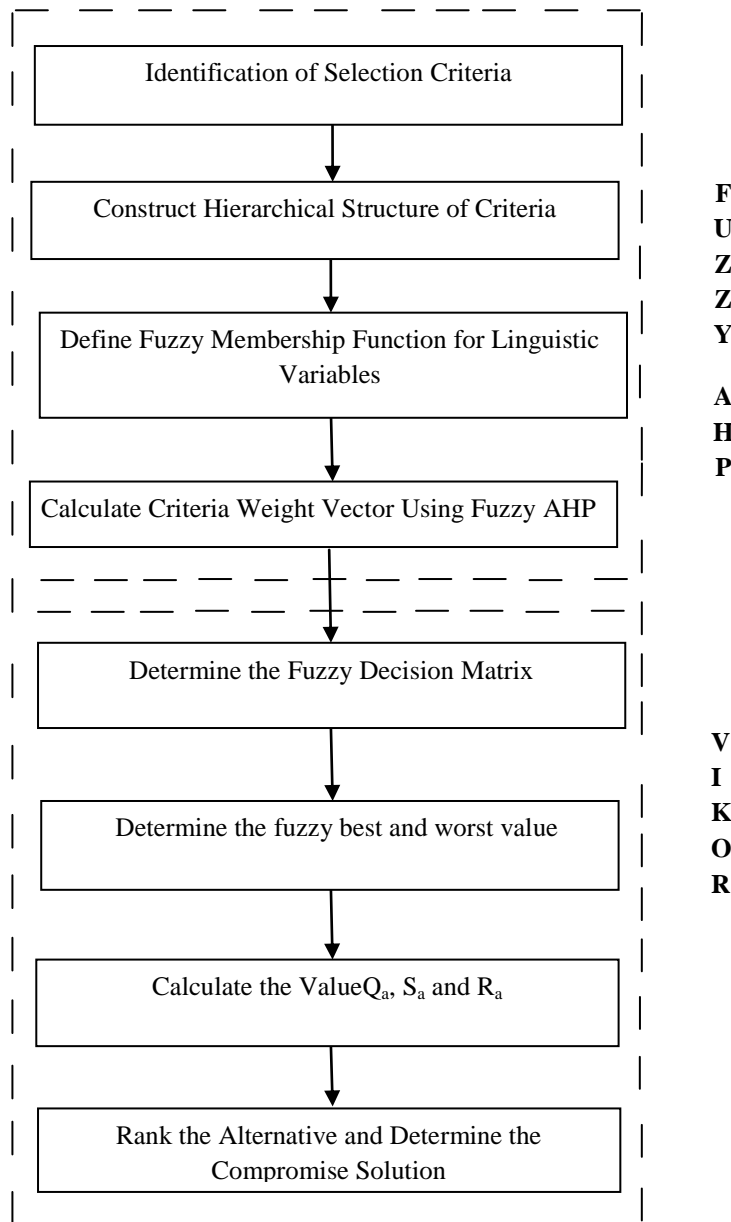 Identification of Selection Criteria
Construct Hierarchical Structure of Criteria
Define Fuzzy Membership Function for Linguistic
Variables
Calculate Criteria Weight Vector Using Fuzzy AHP
F
U
Z
Z
Y
A
H
P
Determine the Fuzzy Decision Matrix
Determine the fuzzy best and worst value
Calculate the ValueQₐ, Sₐ and Rₐ
Rank the Alternative and Determine the
Compromise Solution
V
I
K
O
R